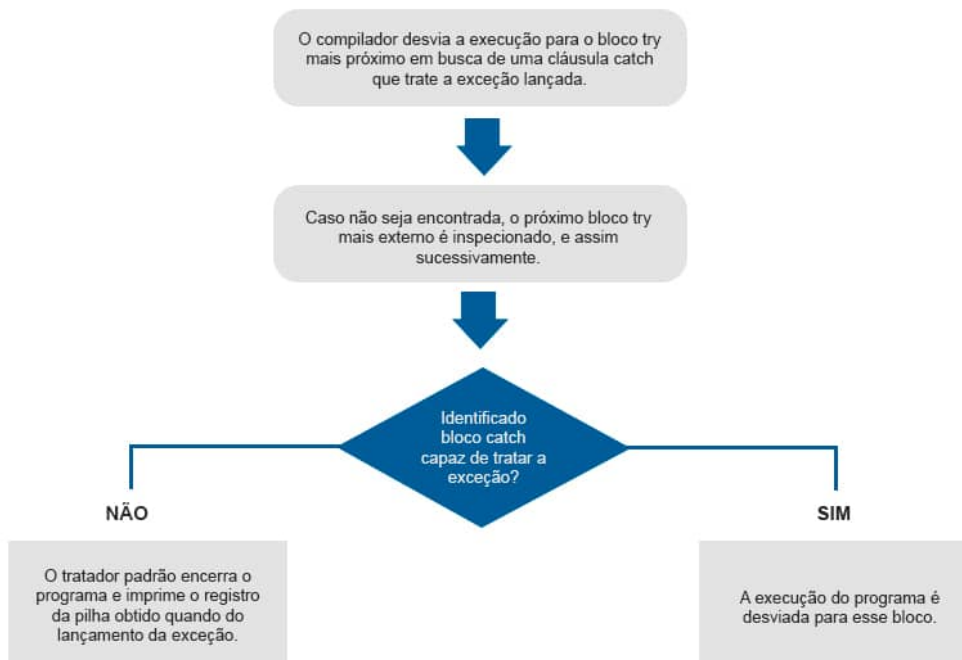 O compilador desvia a execução para o bloco try
mais próximo em busca de uma cláusula catch
que trate a exceção lançada.
Caso não seja encontrada, o próximo bloco try
mais externo é inspecionado, e assim
sucessivamente.
Identificado
bloco catch
capaz de tratar a
exceção?
NÃO
O tratador padrão encerra o
programa e imprime o registro
da pilha obtido quando do
lançamento da exceção.
SIM
A execução do programa é
desviada para esse bloco.